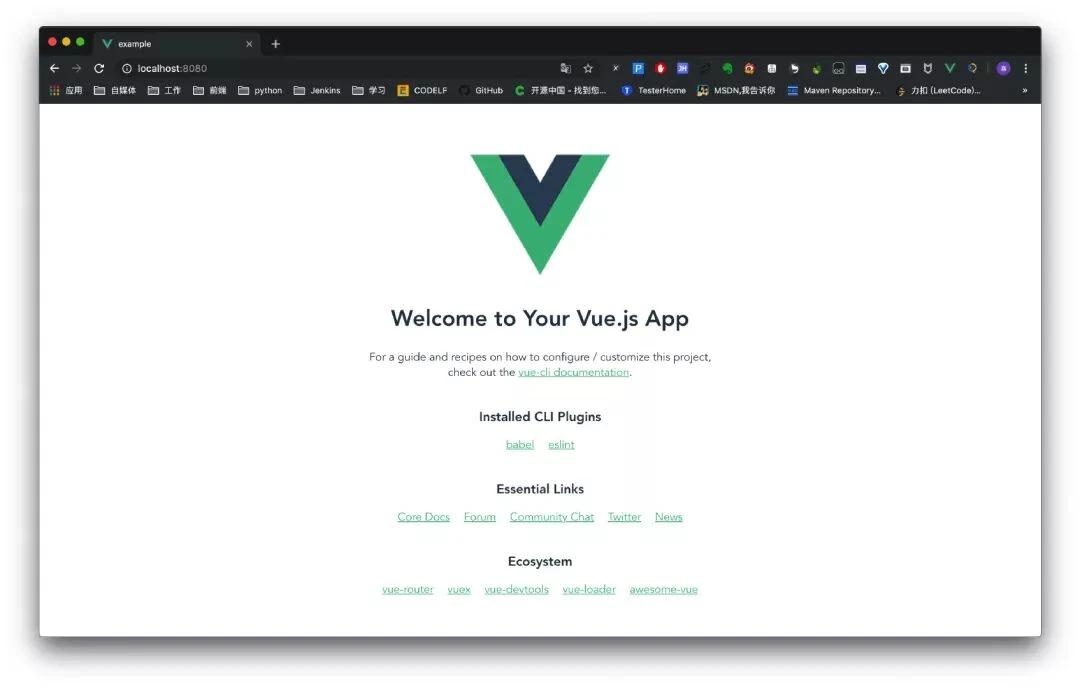 example
localhost:8080
应用 自媒体 工作 前端 python Jenkins 学习 CODELF GitHub 开源中国 - 找到您... TesterHome MSDN,我告诉你 Maven Repository... 力扣 (LeetCode)... »
Welcome to Your Vue.js App
For a guide and recipes on how to configure / customize this project,
check out the vue-cli documentation.
Installed CLI Plugins
babel eslint
Essential Links
Core Docs Forum Community Chat Twitter News
Ecosystem
vue-router vuex vue-devtools vue-loader awesome-vue